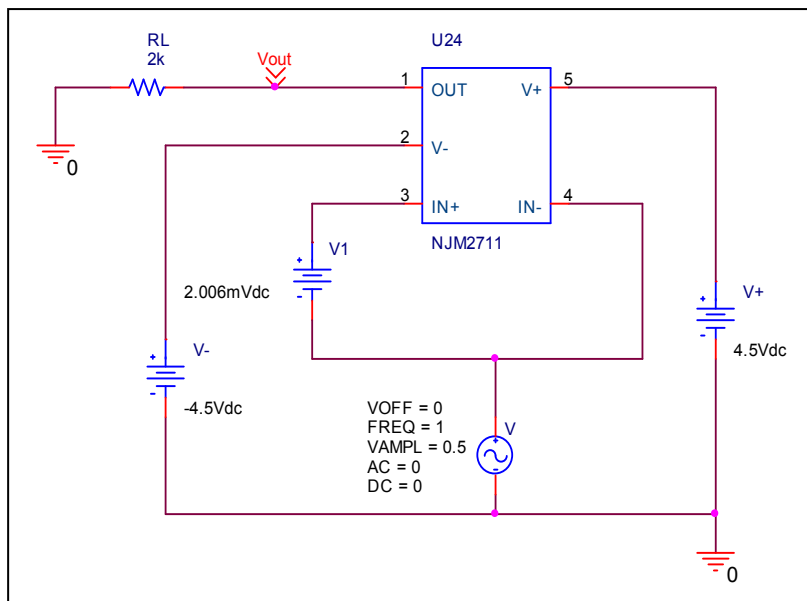 RL
2k
Vout
U24
1
OUT
V+
5
2
V-
3
IN+
IN-
4
NJM2711
0
+
V1
-
2.006mVdc
+
V-
-
-4.5Vdc
+
V+
-
4.5Vdc
VOFF = 0
FREQ = 1
VAMPL = 0.5
AC = 0
DC = 0
V
+
-
0